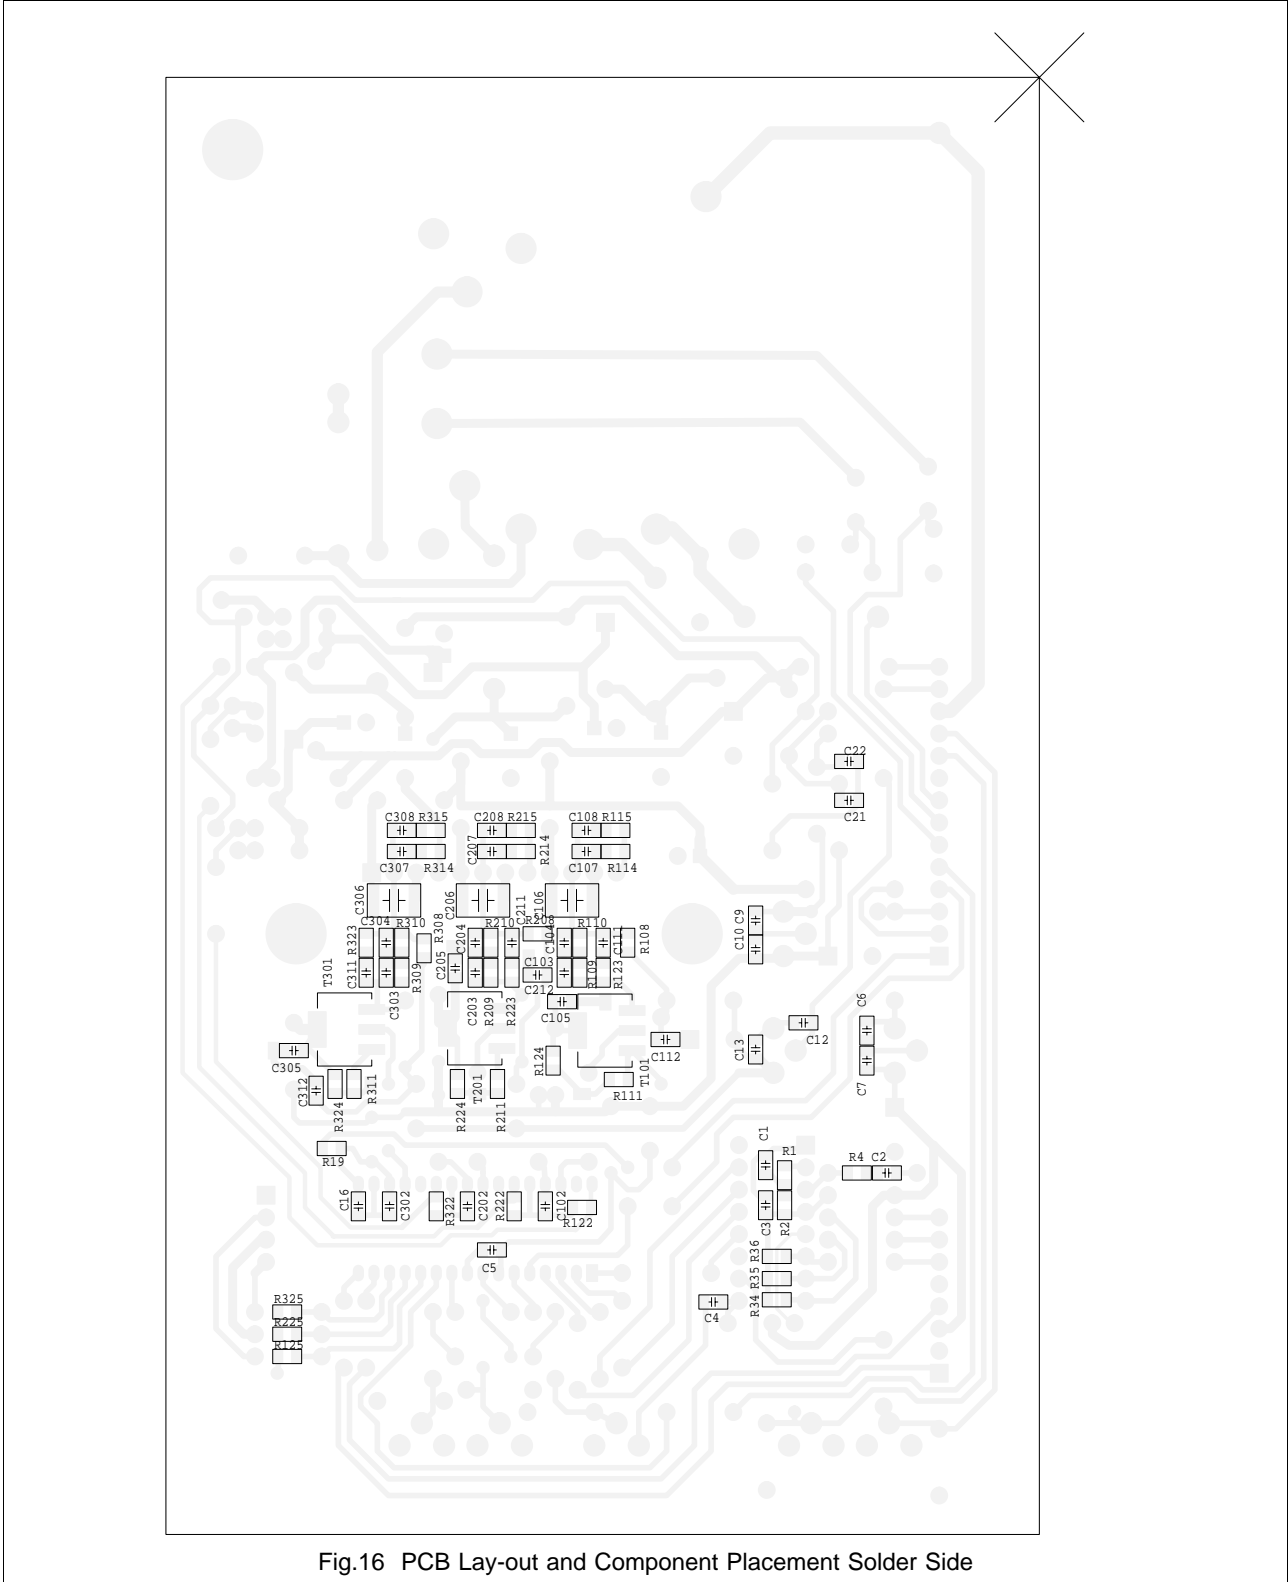 C22
C21
C308 R315 C208 R215 C108 R115
C207 R214
C307 R314 C107 R114
C306 C206 C211 C106
C304 R310 R308 C204 R210 R208 C104 R110 C111 R108
R323
C9
C10
T301 C311 R309 C205 C103 R109 R123
C212
C303 C203 R209 R223 C105
C6
C12
C305 R124 C112 C13
C7
C312 R324 R311 R224 T201 R211 R111 T101
C1 R1 R4 C2
R19
C16 C302 R322 C202 R222 C102 R122 C3 R2
C5
R36
R35
R34
C4
R325
R225
R125
Fig.16 PCB Lay-out and Component Placement Solder Side